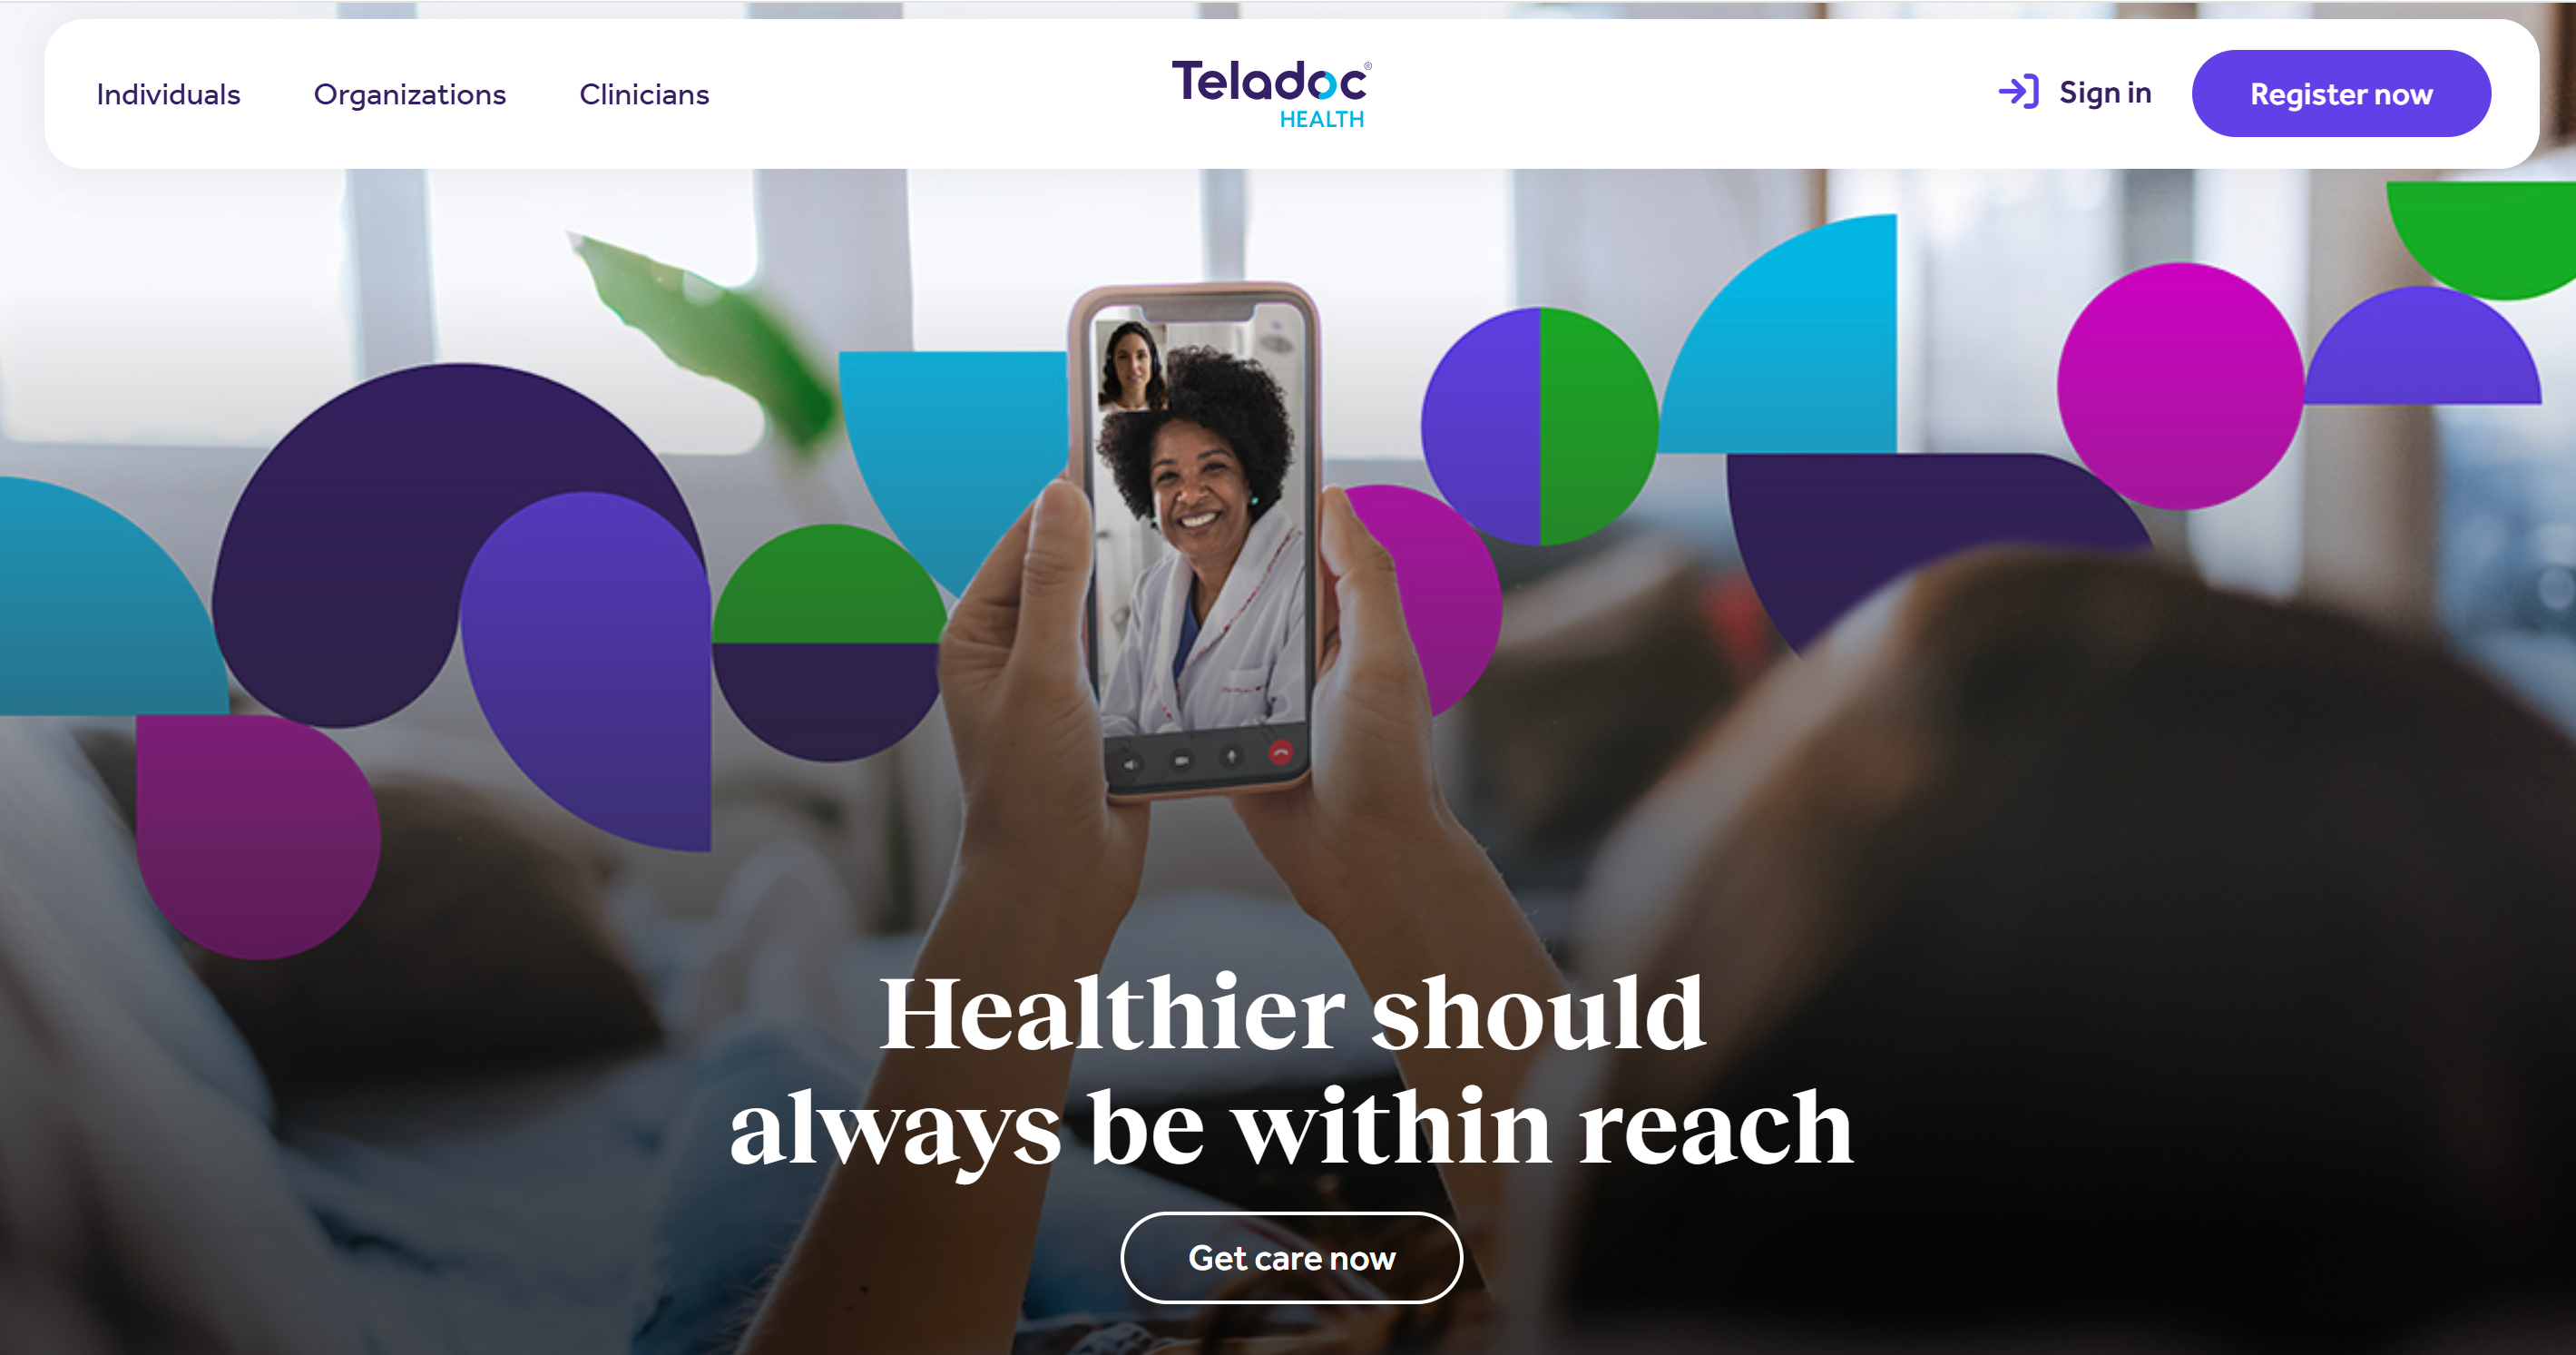 Individuals
Organizations
Clinicians
Teladoc®
HEALTH
Sign in
Register now
Healthier should
always be within reach
Get care now